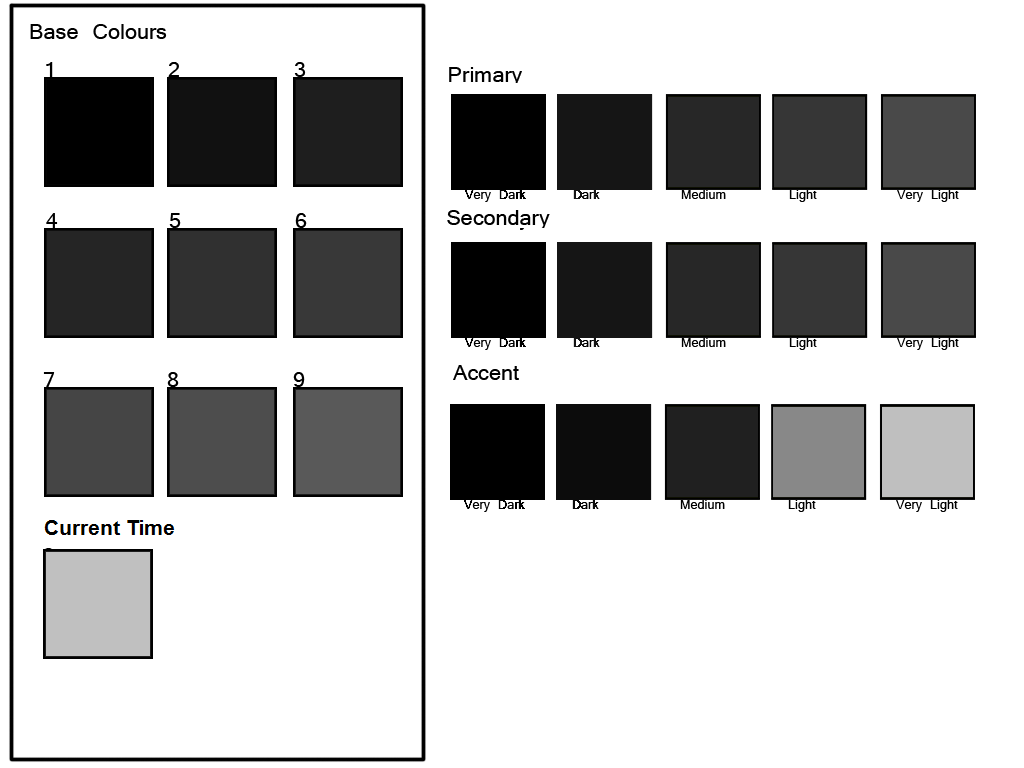 Base Colours
1 2 3
4 5 6
7 8 9
Current Time
Primary
Very Dark Dark Medium Light Very Light
Secondary
Very Dark Dark Medium Light Very Light
Accent
Very Dark Dark Medium Light Very Light